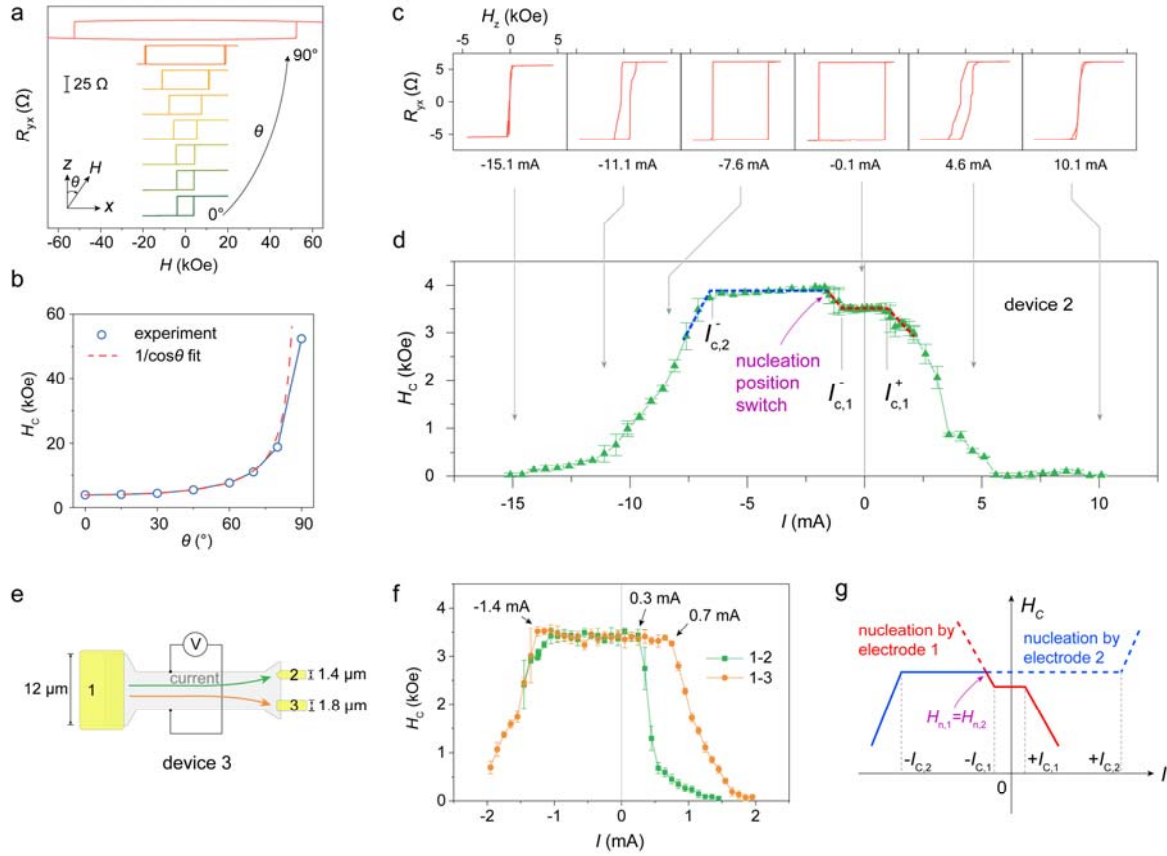 a
R_yx (Ω)
25 Ω
90°
θ
0°
z
H
θ
x
-60 -40 -20 0 20 40 60
H (kOe)
b
H_C (kOe)
60
40
20
0
experiment
1/cosθ fit
0 30 60 90
θ (°)
c
H_z (kOe)
-4 0 4
R_yx (Ω)
5
0
-5
-15.1 mA
-11.1 mA
-7.6 mA
-0.1 mA
4.6 mA
10.1 mA
d
H_C (kOe)
4
3
2
1
0
device 2
I_c,2^-
nucleation
position
switch
I_c,1^-
I_c,1^+
-15 -10 -5 0 5 10
I (mA)
e
12 μm
1
V
current
2
1.4 μm
3
1.8 μm
device 3
f
H_C (kOe)
4
3
2
1
0
-1.4 mA
0.3 mA
0.7 mA
1-2
1-3
-2 -1 0 1 2
I (mA)
g
H_C
nucleation by
electrode 1
nucleation by
electrode 2
H_n,1=H_n,2
-I_C,2
-I_C,1
+I_C,1
+I_C,2
I
0